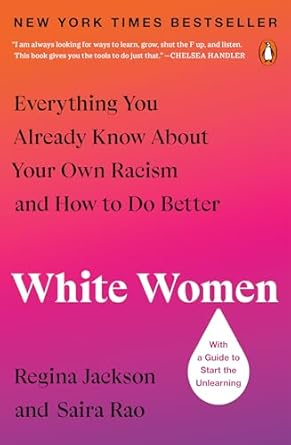 NEW YORK TIMES BESTSELLER
"I am always looking for ways to learn, grow, shut the F up, and listen.
This book gives you the tools to do just that." —CHELSEA HANDLER
Everything You
Already Know About
Your Own Racism
and How to Do Better
White Women
With
a Guide to
Start the
Unlearning
Regina Jackson
and Saira Rao